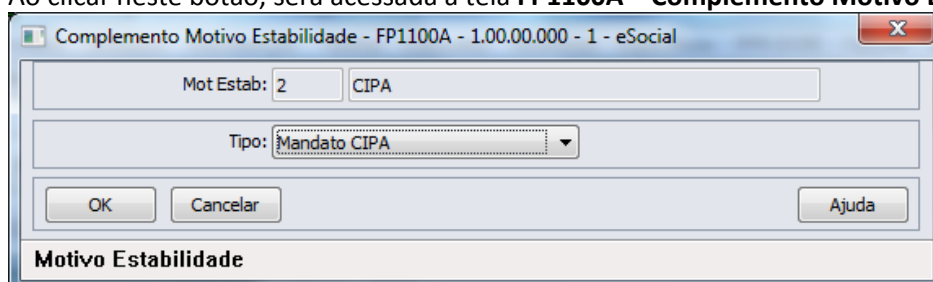 Ao clicar neste botão, será acessada a tela FP1100A – Complemento Motivo
Complemento Motivo Estabilidade - FP1100A - 1.00.00.000 - 1 - eSocial
Mot Estab: 2 CIPA
Tipo: Mandato CIPA
OK Cancelar Ajuda
Motivo Estabilidade